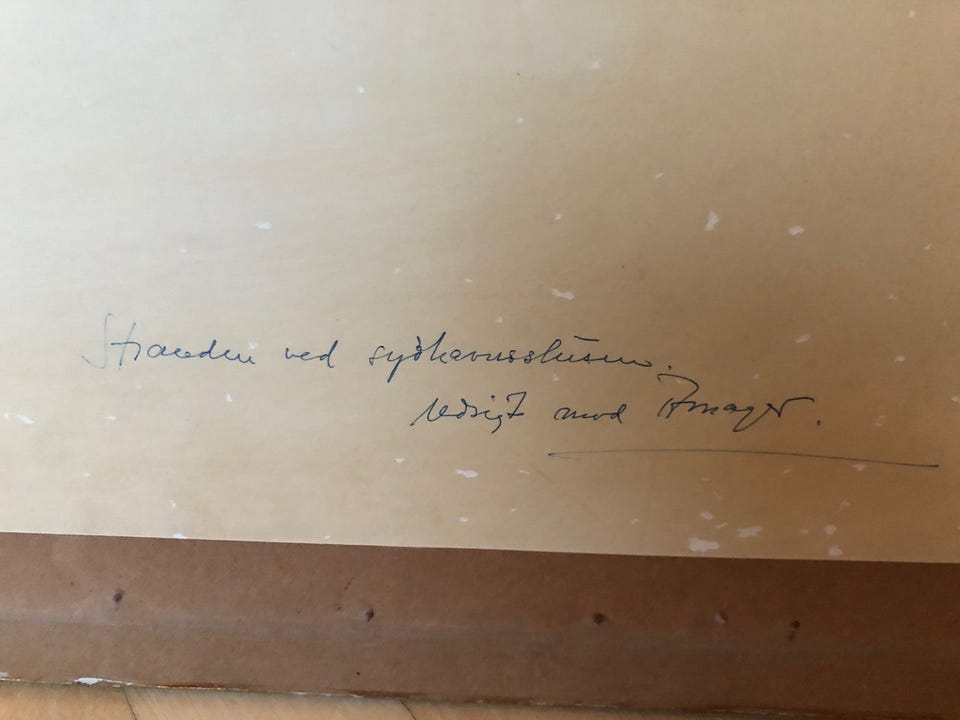 Stranden ved sydhavnsslusen.
Udsigt mod Amager.